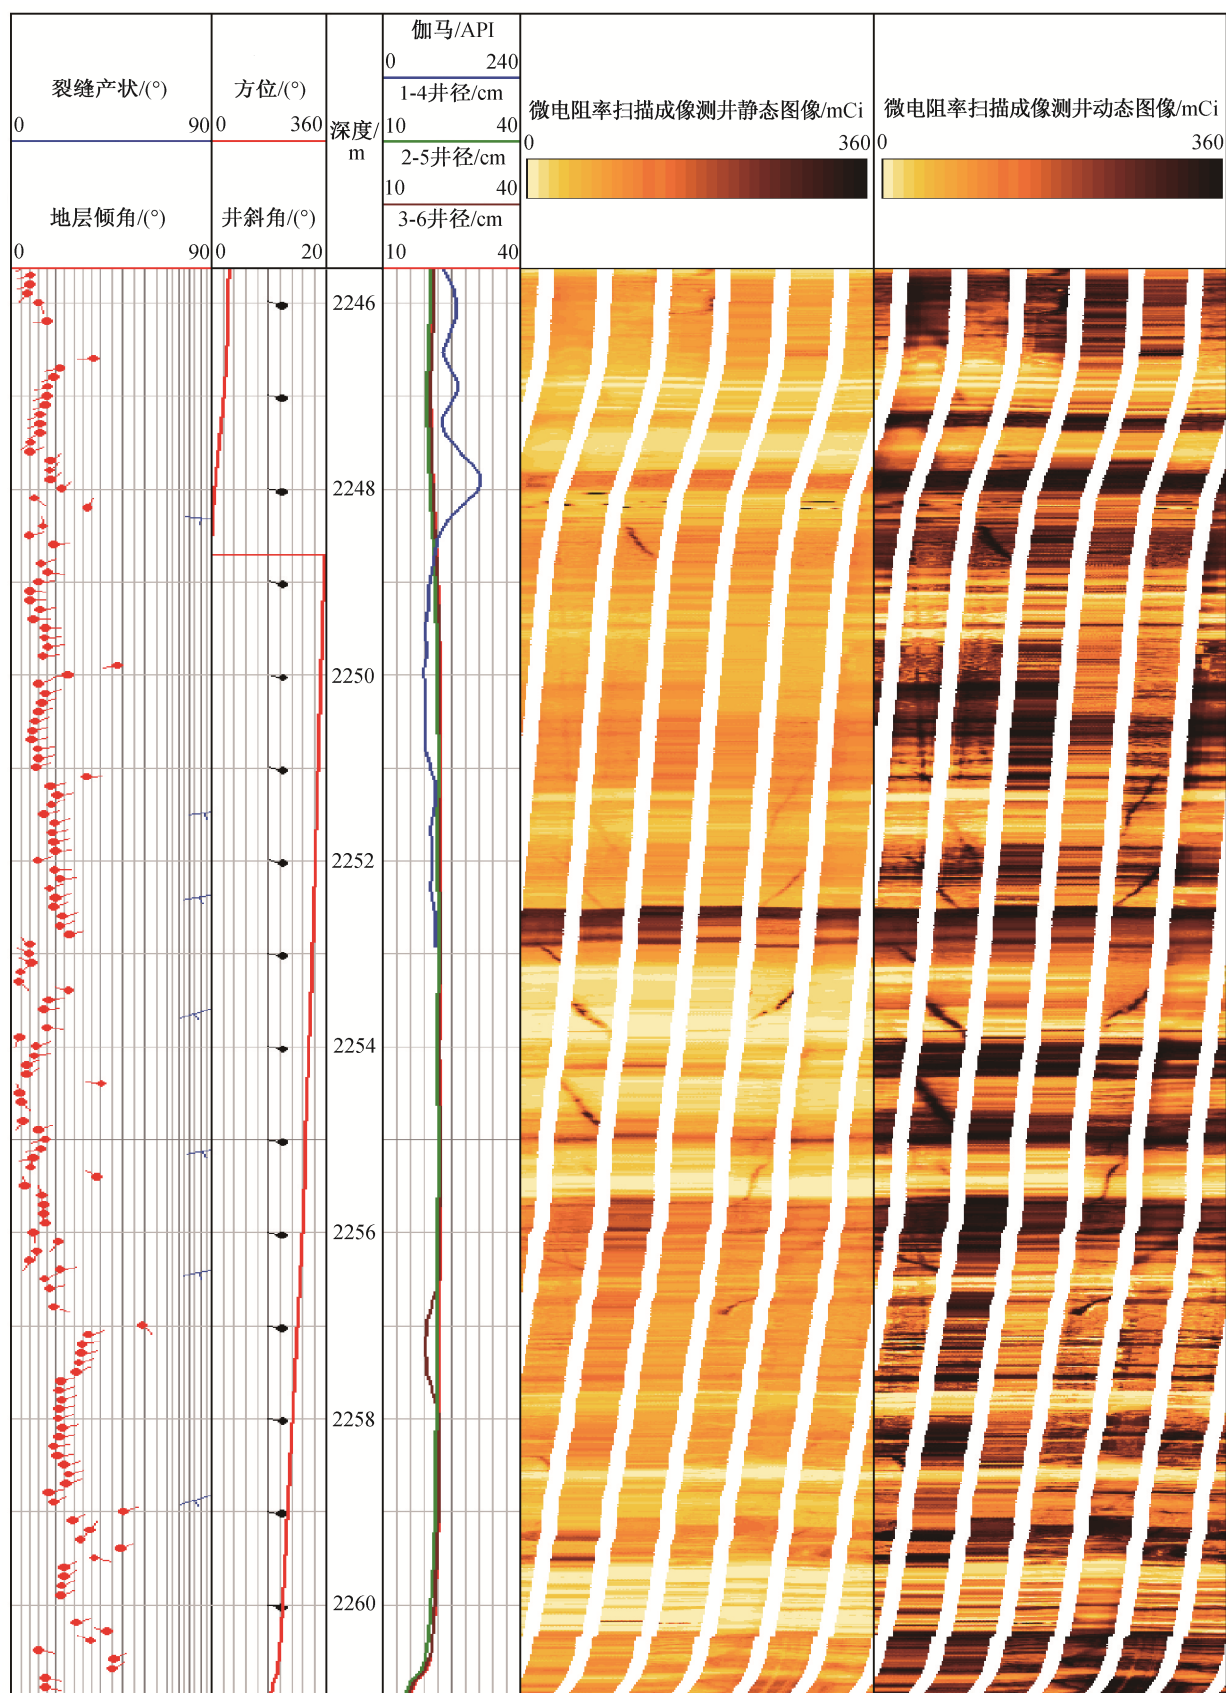 裂缝产状/(°)
0 90
地层倾角/(°)
0 90
方位/(°)
0 360
井斜角/(°)
0 20
深度/
m
伽马/API
0 240
1-4井径/cm
10 40
2-5井径/cm
10 40
3-6井径/cm
10 40
微电阻率扫描成像测井静态图像/mCi
0 360
微电阻率扫描成像测井动态图像/mCi
0 360
2246
2248
2250
2252
2254
2256
2258
2260